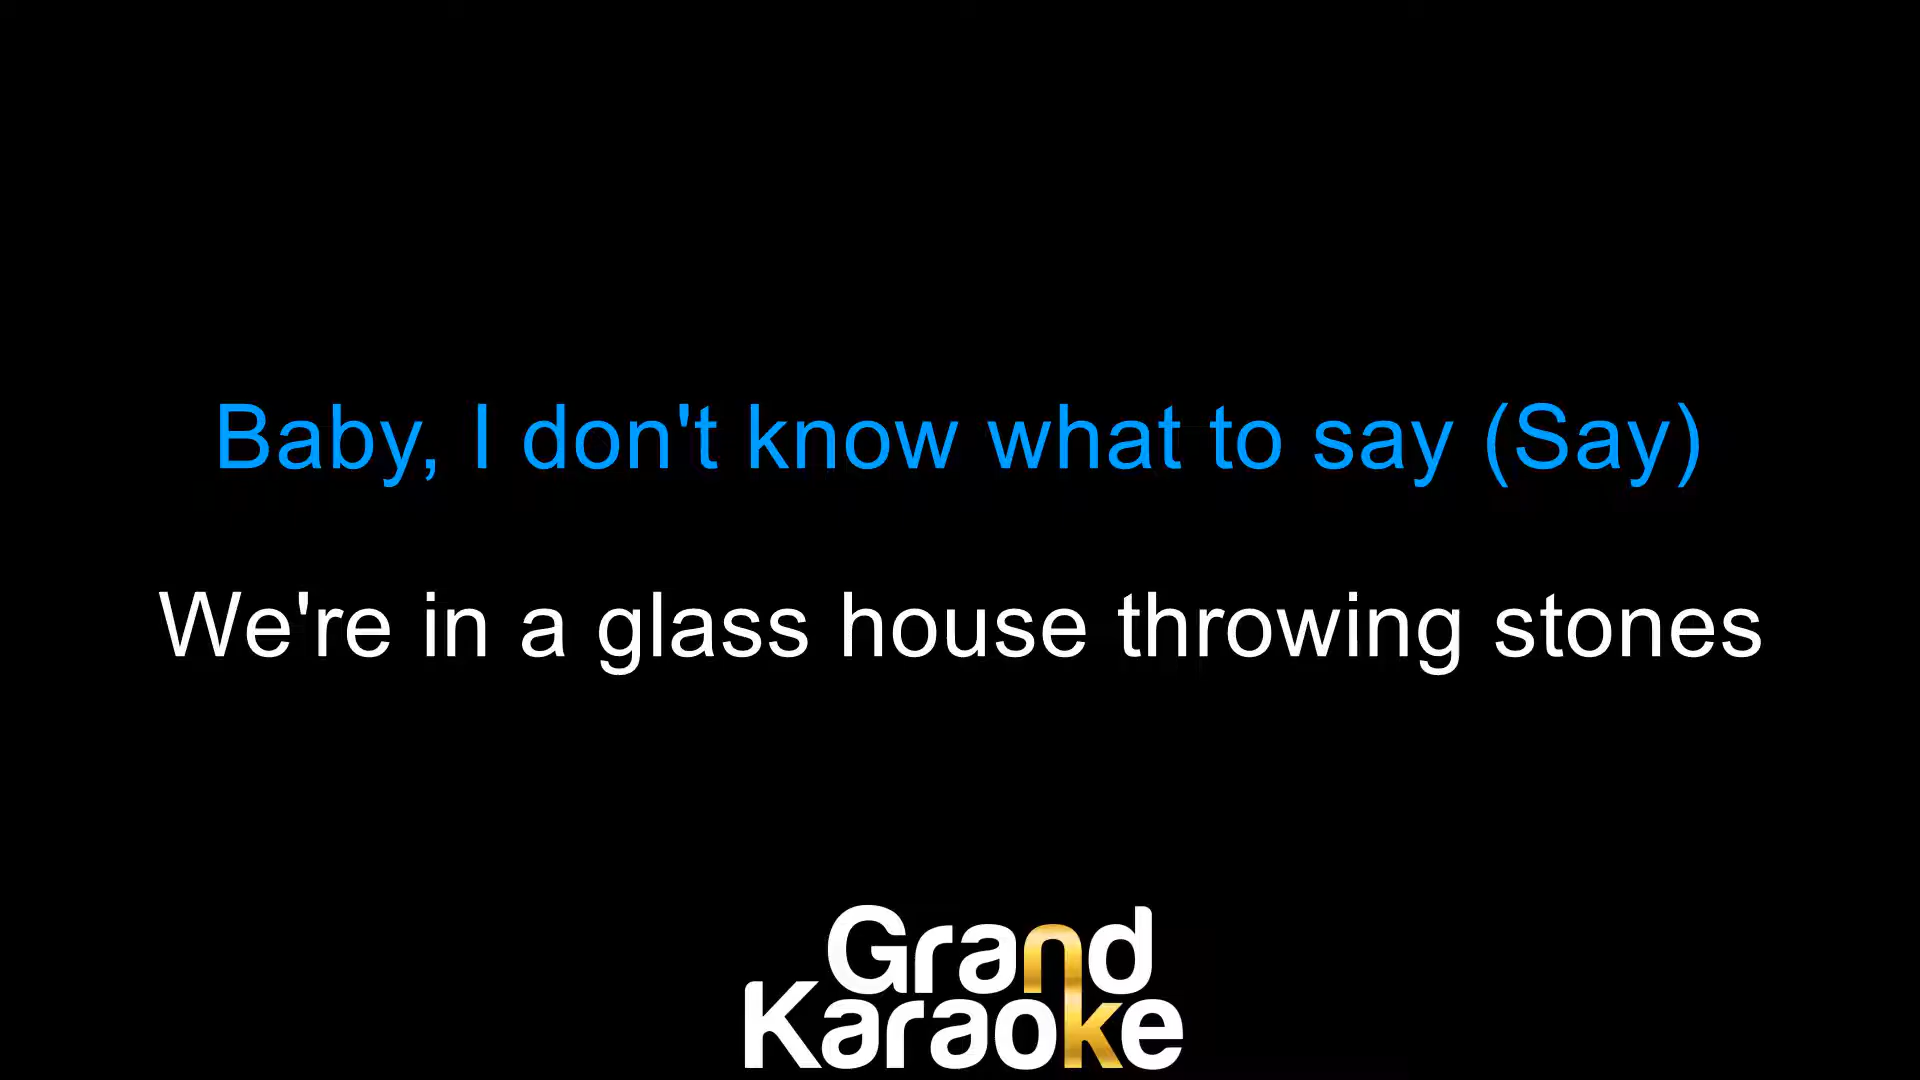 Baby, I don't know what to say (Say)
We're in a glass house throwing stones
Grand
Karaoke